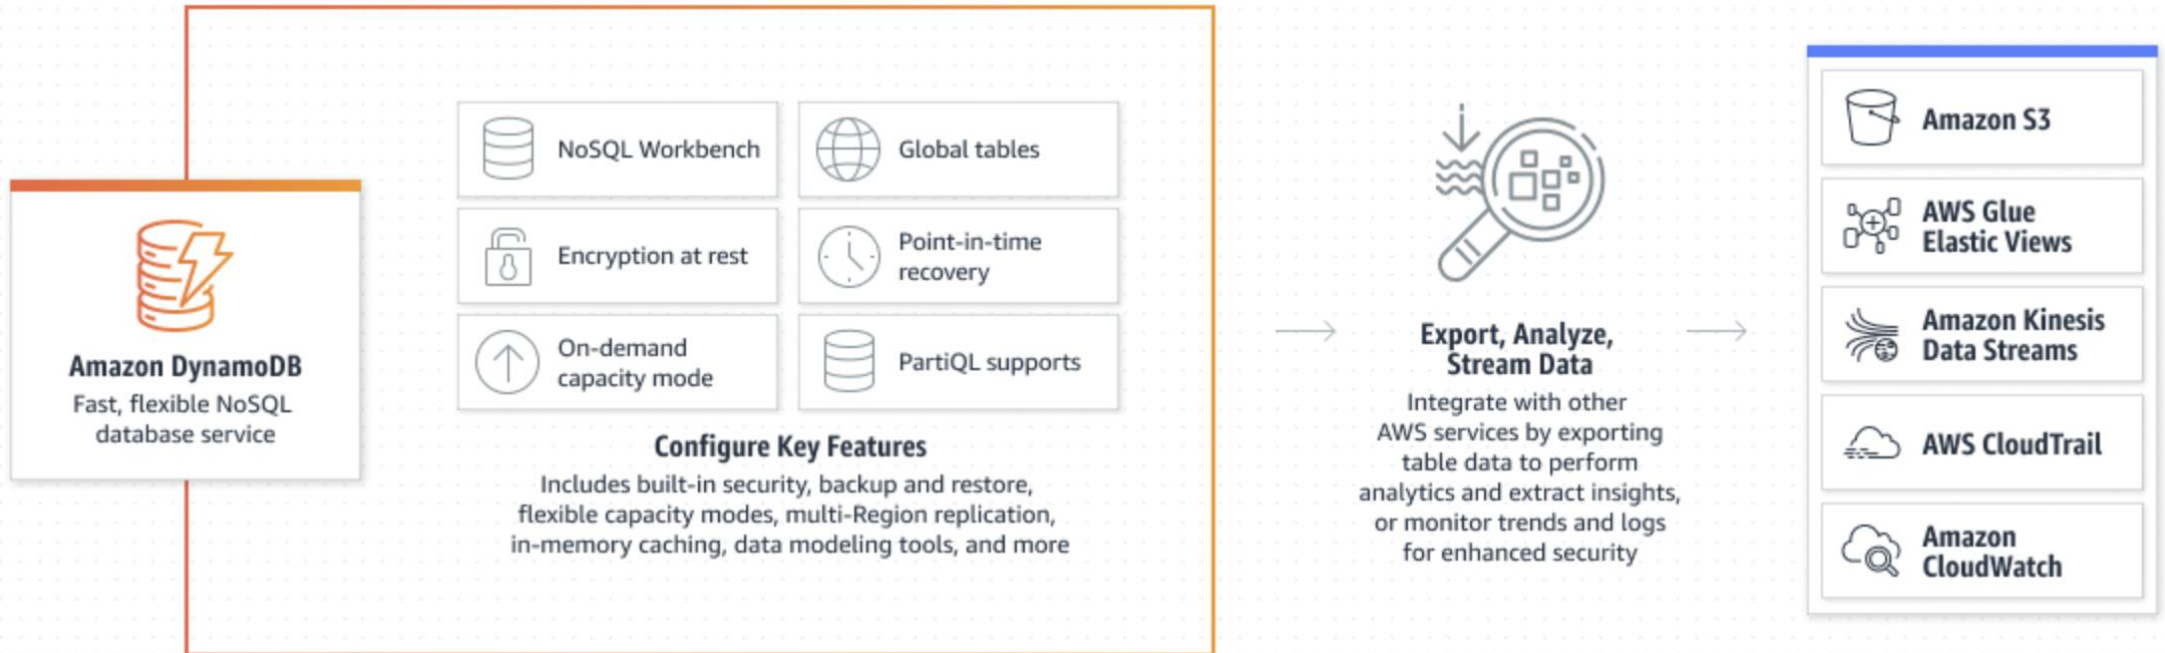 Amazon DynamoDB
Fast, flexible NoSQL
database service
NoSQL Workbench
Global tables
Encryption at rest
Point-in-time
recovery
On-demand
capacity mode
PartiQL supports
Configure Key Features
Includes built-in security, backup and restore,
flexible capacity modes, multi-Region replication,
in-memory caching, data modeling tools, and more
Export, Analyze,
Stream Data
Integrate with other
AWS services by exporting
table data to perform
analytics and extract insights,
or monitor trends and logs
for enhanced security
Amazon S3
AWS Glue
Elastic Views
Amazon Kinesis
Data Streams
AWS CloudTrail
Amazon
CloudWatch